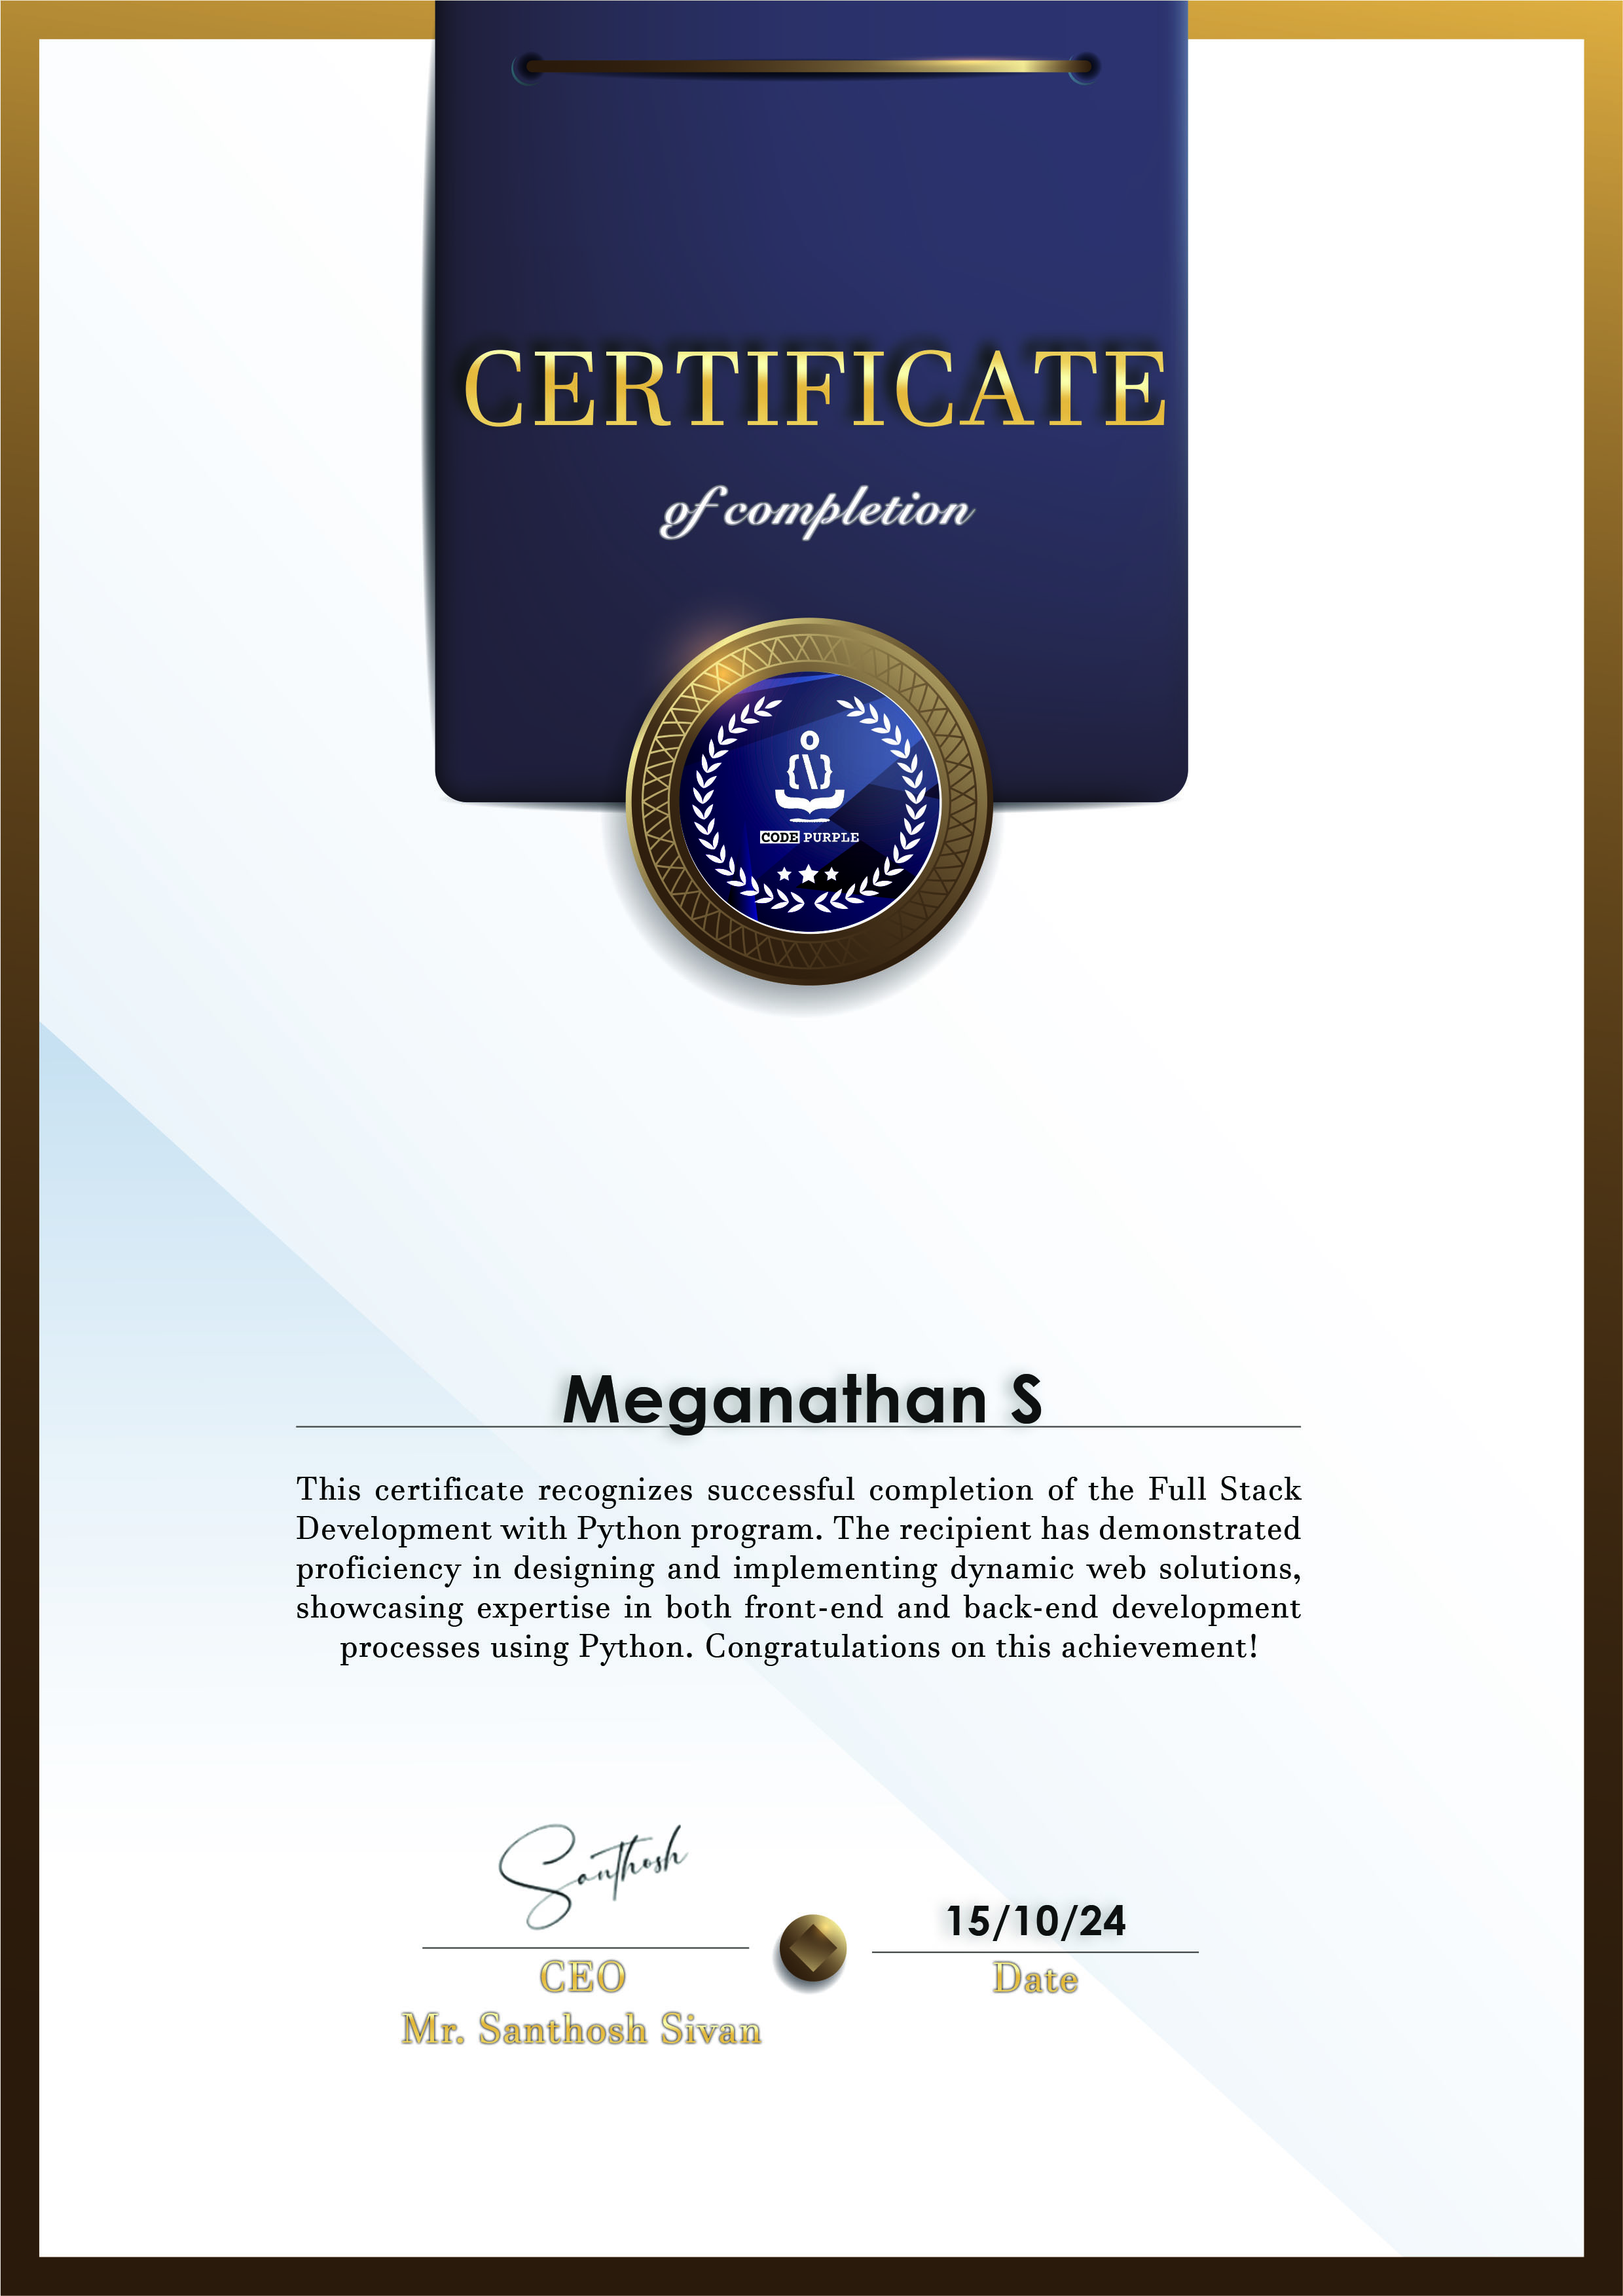 CERTIFICATE
of completion
CODE PURPLE
Meganathan S
This certificate recognizes successful completion of the Full Stack
Development with Python program. The recipient has demonstrated
proficiency in designing and implementing dynamic web solutions,
showcasing expertise in both front-end and back-end development
processes using Python. Congratulations on this achievement!
Santhosh
15/10/24
CEO
Date
Mr. Santhosh Sivan